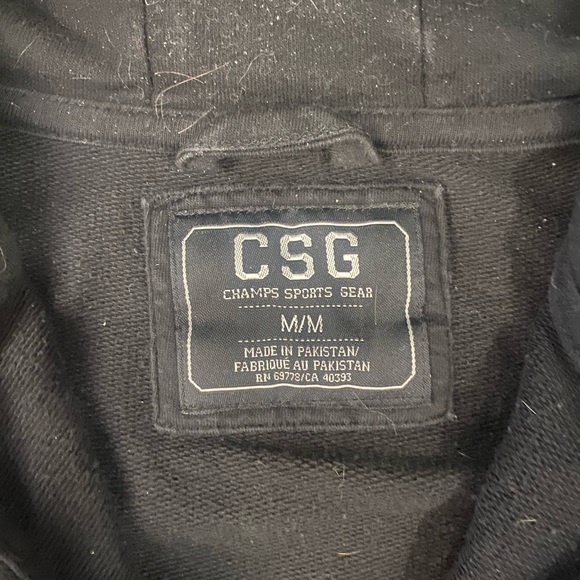 CSG
CHAMPS SPORTS GEAR
M/M
MADE IN PAKISTAN/
FABRIQUÉ AU PAKISTAN
RN 69778/CA 40393